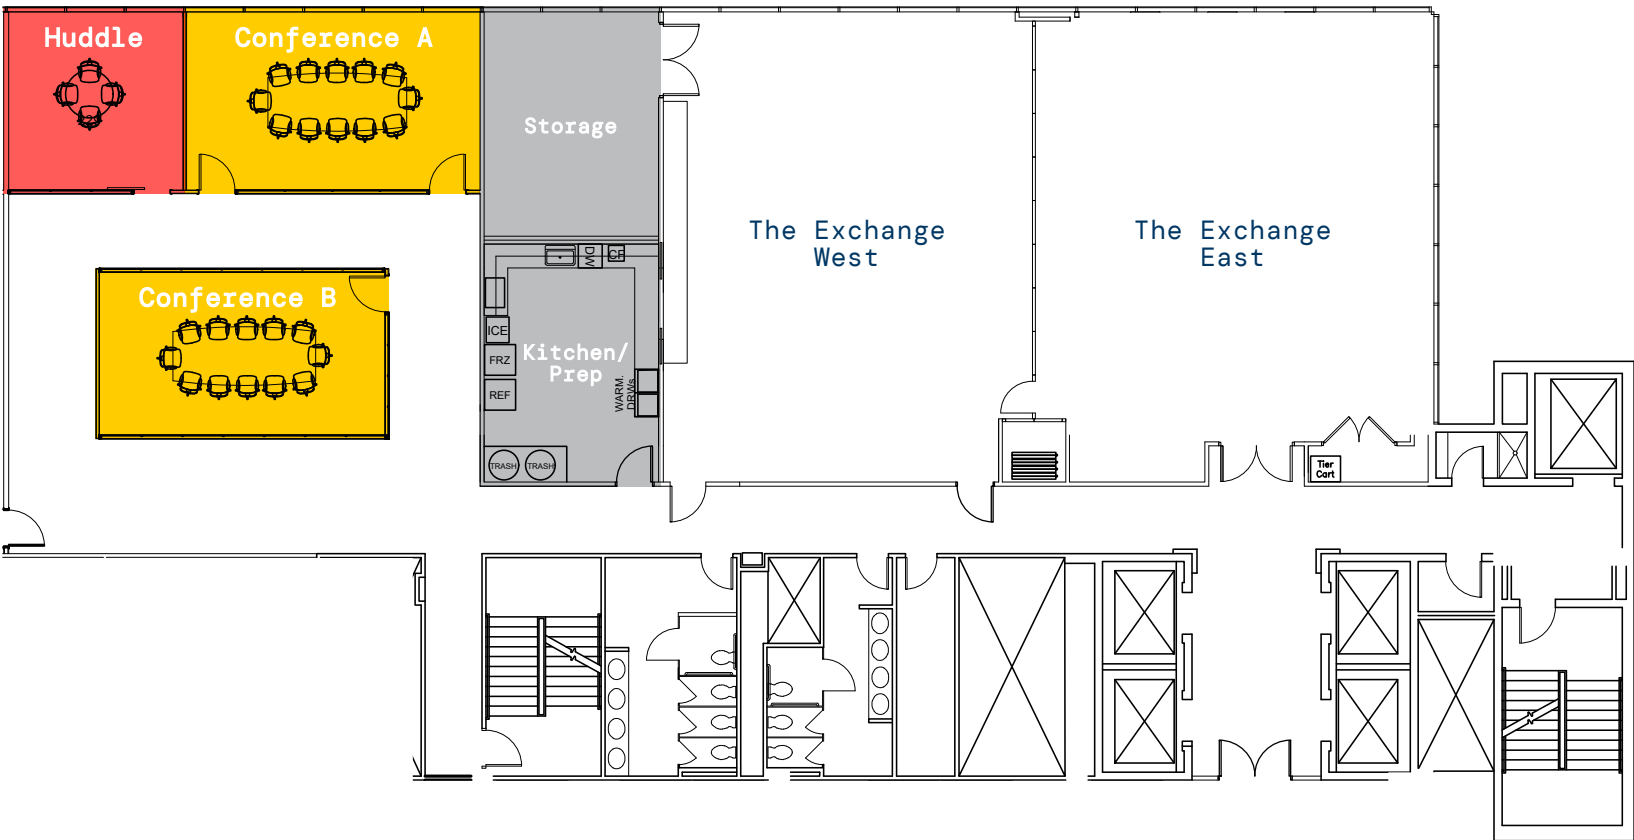 Huddle
Conference A
Storage
The Exchange
West
The Exchange
East
Conference B
DW
CF
ICE
FRZ
REF
Kitchen/
Prep
WARM.
DRWs
TRASH
TRASH
Tier
Cart